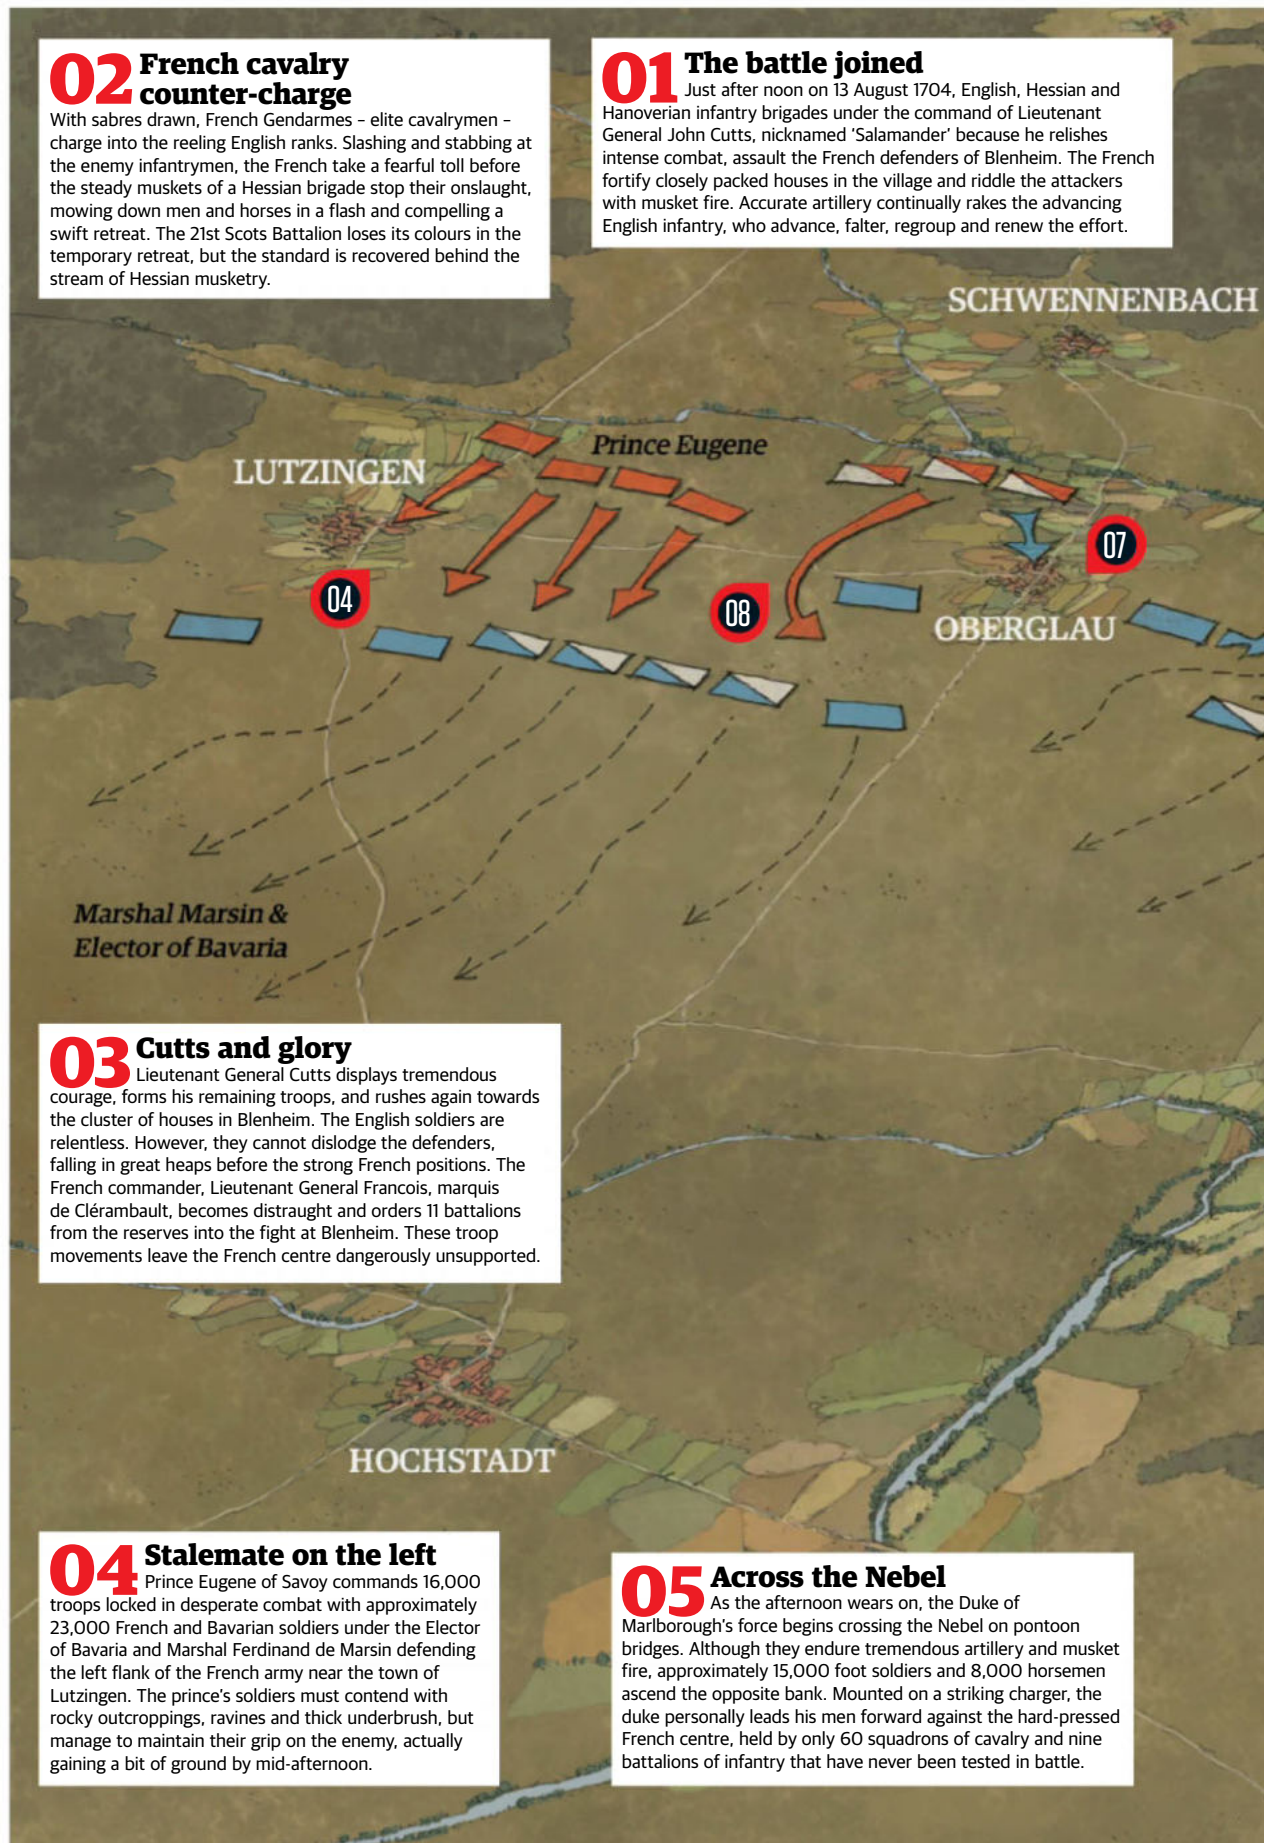 02 French cavalry
counter-charge
With sabres drawn, French Gendarmes – elite cavalrymen –
charge into the reeling English ranks. Slashing and stabbing at
the enemy infantrymen, the French take a fearful toll before
the steady muskets of a Hessian brigade stop their onslaught,
mowing down men and horses in a flash and compelling a
swift retreat. The 21st Scots Battalion loses its colours in the
temporary retreat, but the standard is recovered behind the
stream of Hessian musketry.
01 The battle joined
Just after noon on 13 August 1704, English, Hessian and
Hanoverian infantry brigades under the command of Lieutenant
General John Cutts, nicknamed ‘Salamander’ because he relishes
intense combat, assault the French defenders of Blenheim. The French
fortify closely packed houses in the village and riddle the attackers
with musket fire. Accurate artillery continually rakes the advancing
English infantry, who advance, falter, regroup and renew the effort.
SCHWENNENBACH
Prince Eugene
LUTZINGEN
07
04
08
OBERGLAU
Marshal Marsin &
Elector of Bavaria
03 Cutts and glory
Lieutenant General Cutts displays tremendous
courage, forms his remaining troops, and rushes again towards
the cluster of houses in Blenheim. The English soldiers are
relentless. However, they cannot dislodge the defenders,
falling in great heaps before the strong French positions. The
French commander, Lieutenant General Francois, marquis
de Clérambault, becomes distraught and orders 11 battalions
from the reserves into the fight at Blenheim. These troop
movements leave the French centre dangerously unsupported.
HOCHSTADT
04 Stalemate on the left
Prince Eugene of Savoy commands 16,000
troops locked in desperate combat with approximately
23,000 French and Bavarian soldiers under the Elector
of Bavaria and Marshal Ferdinand de Marsin defending
the left flank of the French army near the town of
Lutzingen. The prince’s soldiers must contend with
rocky outcroppings, ravines and thick underbrush, but
manage to maintain their grip on the enemy, actually
gaining a bit of ground by mid-afternoon.
05 Across the Nebel
As the afternoon wears on, the Duke of
Marlborough’s force begins crossing the Nebel on pontoon
bridges. Although they endure tremendous artillery and musket
fire, approximately 15,000 foot soldiers and 8,000 horsemen
ascend the opposite bank. Mounted on a striking charger, the
duke personally leads his men forward against the hard-pressed
French centre, held by only 60 squadrons of cavalry and nine
battalions of infantry that have never been tested in battle.